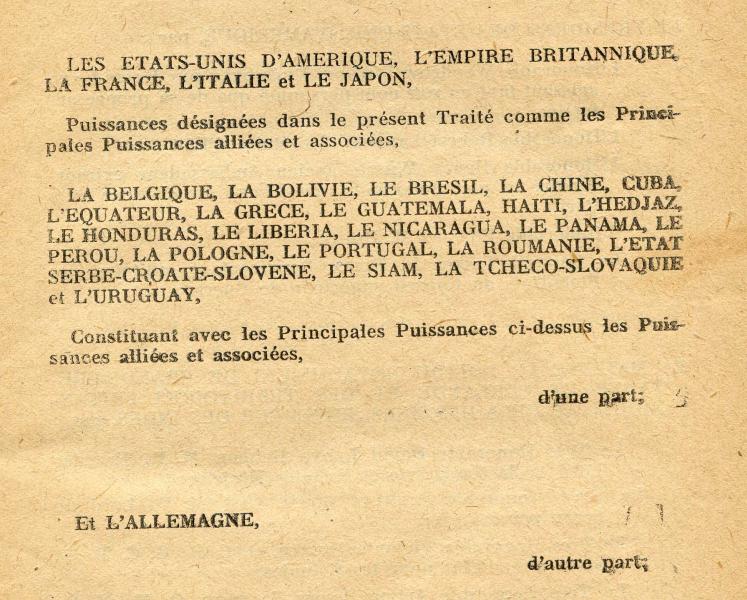 LES ETATS-UNIS D'AMERIQUE, L'EMPIRE BRITANNIQUE,
LA FRANCE, L'ITALIE et LE JAPON,
Puissances désignées dans le présent Traité comme les Princi-
pales Puissances alliées et associées,
LA BELGIQUE, LA BOLIVIE, LE BRESIL, LA CHINE, CUBA,
L'EQUATEUR, LA GRECE, LE GUATEMALA, HAITI, L'HEDJAZ,
LE HONDURAS, LE LIBERIA, LE NICARAGUA, LE PANAMA, LE
PEROU, LA POLOGNE, LE PORTUGAL, LA ROUMANIE, L'ETAT
SERBE-CROATE-SLOVENE, LE SIAM, LA TCHECO-SLOVAQUIE
et L'URUGUAY,
Constituant avec les Principales Puissances ci-dessus les Puis-
sances alliées et associées,
d'une part;
Et L'ALLEMAGNE,
d'autre part;